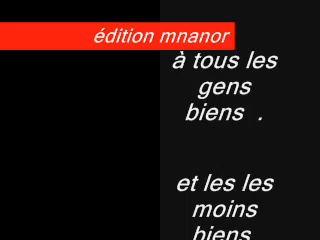 édition mnanor
à tous les
gens
biens .
et les les
moins
biens